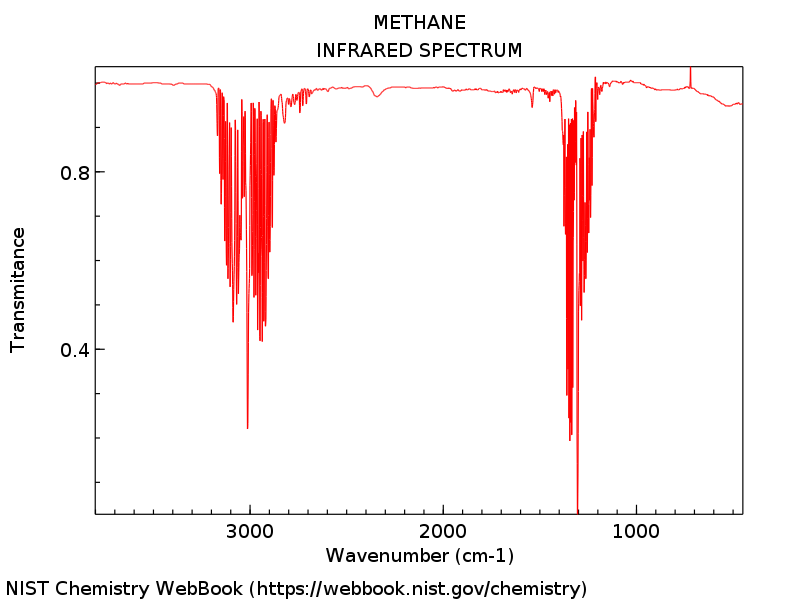 METHANE
INFRARED SPECTRUM
0.8
0.4
Transmitance
3000 2000 1000
Wavenumber (cm-1)
NIST Chemistry WebBook (https://webbook.nist.gov/chemistry)